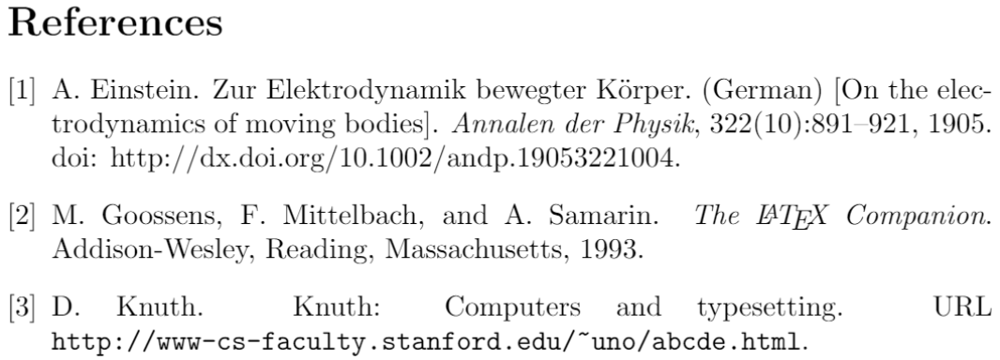 References
[1] A. Einstein. Zur Elektrodynamik bewegter Körper. (German) [On the elec-
trodynamics of moving bodies]. Annalen der Physik, 322(10):891–921, 1905.
doi: http://dx.doi.org/10.1002/andp.19053221004.
[2] M. Goossens, F. Mittelbach, and A. Samarin. The LATEX Companion.
Addison-Wesley, Reading, Massachusetts, 1993.
[3] D. Knuth. Knuth: Computers and typesetting. URL
http://www-cs-faculty.stanford.edu/~uno/abcde.html.